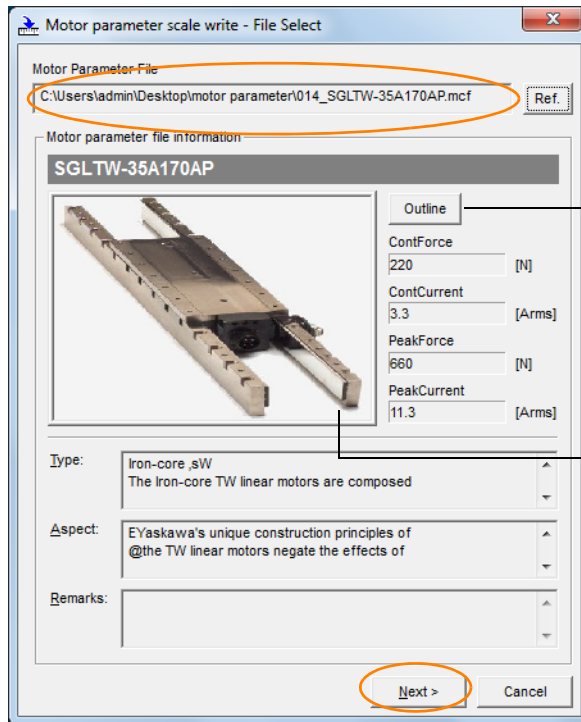 Motor parameter scale write - File Select
Motor Parameter File
C:\Users\admin\Desktop\motor parameter\014_SGLTW-35A170AP.mcf
Ref.
Motor parameter file information
SGLTW-35A170AP
Outline
ContForce
220 [N]
ContCurrent
3.3 [Arms]
PeakForce
660 [N]
PeakCurrent
11.3 [Arms]
Type:
Iron-core ,sW
The Iron-core TW linear motors are composed
Aspect:
EYaskawa's unique construction principles of
@the TW linear motors negate the effects of
Remarks:
Next >
Cancel